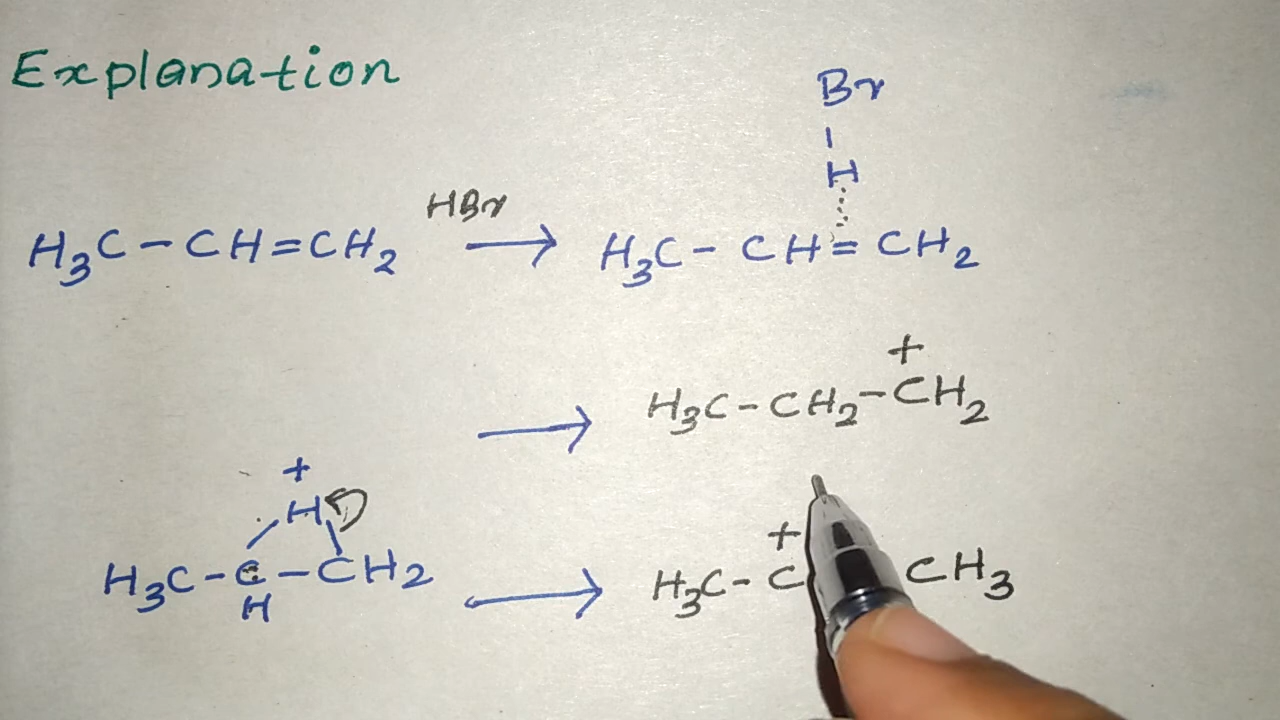 Explanation
Br
H
HBr
H₃C – CH = CH₂ → H₃C – CH = CH₂
+
→ H₃C – CH₂ – CH₂
+
H
+
H₃C – C – CH₂ → H₃C – C CH₃
H